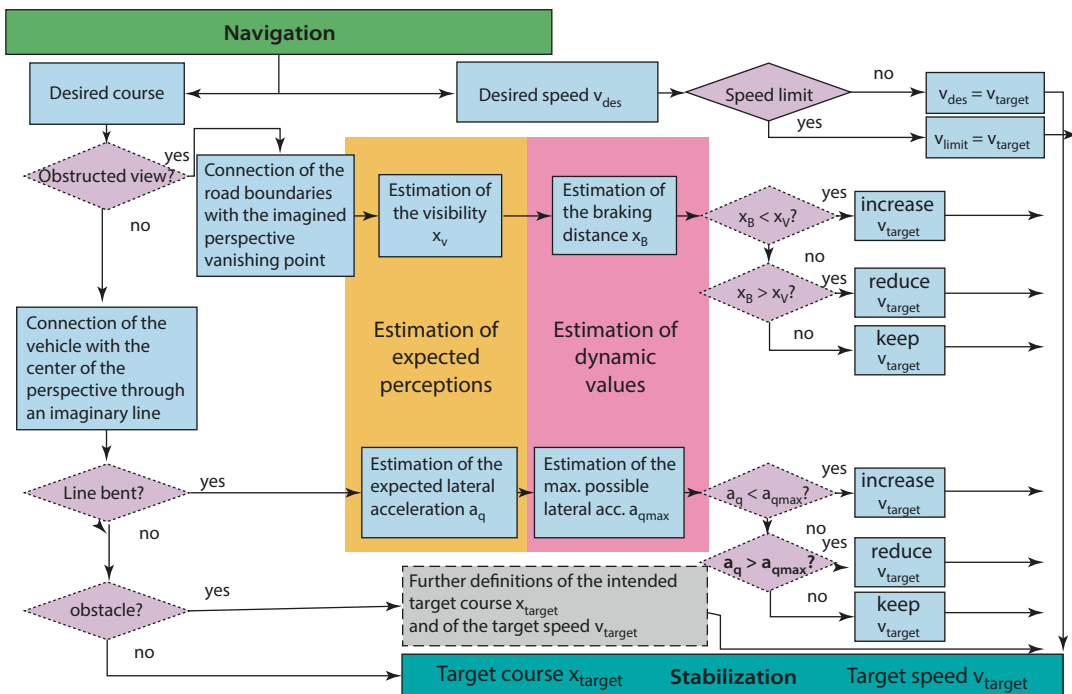 Navigation
Desired course
Desired speed v_des
Speed limit
no
v_des = v_target
yes
v_limit = v_target
Obstructed view?
yes
no
Connection of the
road boundaries
with the imagined
perspective
vanishing point
Estimation of
the visibility
x_v
Estimation of
the braking
distance x_B
x_B < x_V?
yes
increase
v_target
no
x_B > x_V?
yes
reduce
v_target
no
keep
v_target
Connection of the
vehicle with the
center of the
perspective through
an imaginary line
Estimation of
expected
perceptions
Estimation of
dynamic
values
Line bent?
yes
no
Estimation of the
expected lateral
acceleration a_q
Estimation of the
max. possible
lateral acc. a_qmax
a_q < a_qmax?
yes
increase
v_target
no
a_q > a_qmax?
yes
reduce
v_target
no
keep
v_target
obstacle?
yes
no
Further definitions of the intended
target course x_target
and of the target speed v_target
Target course x_target Stabilization Target speed v_target